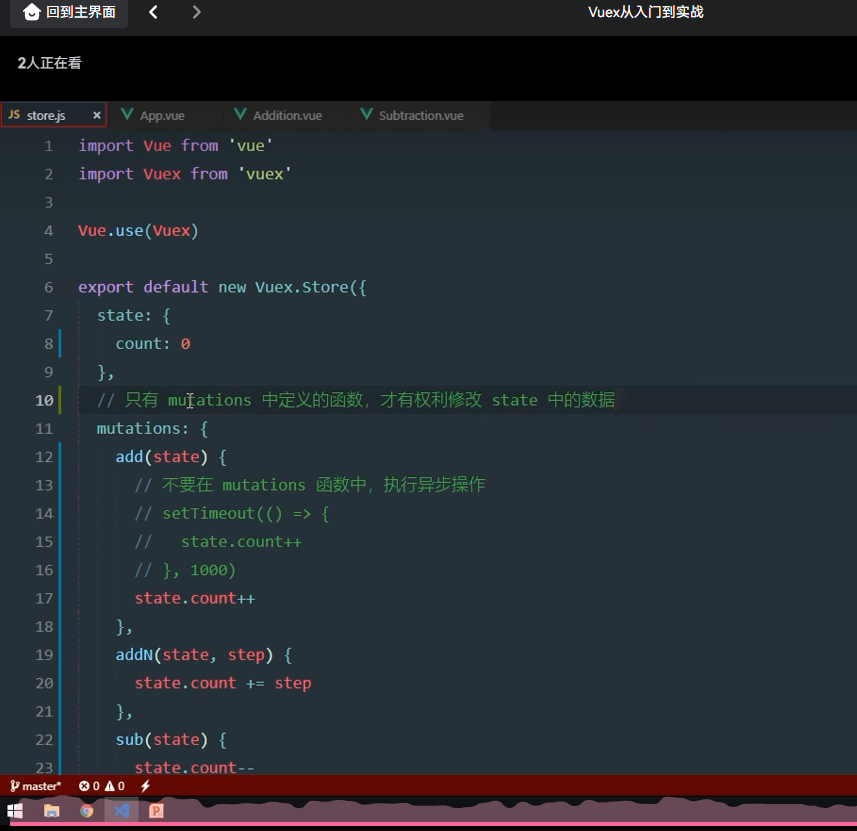 回到主界面
Vuex从入门到实战
2人正在看
JS store.js × App.vue Addition.vue Subtraction.vue
1 import Vue from 'vue'
2 import Vuex from 'vuex'
3
4 Vue.use(Vuex)
5
6 export default new Vuex.Store({
7 state: {
8 count: 0
9 },
10 // 只有 mutations 中定义的函数，才有权利修改 state 中的数据
11 mutations: {
12 add(state) {
13 // 不要在 mutations 函数中，执行异步操作
14 // setTimeout(() => {
15 // state.count++
16 // }, 1000)
17 state.count++
18 },
19 addN(state, step) {
20 state.count += step
21 },
22 sub(state) {
23 state.count--
master* 0 0